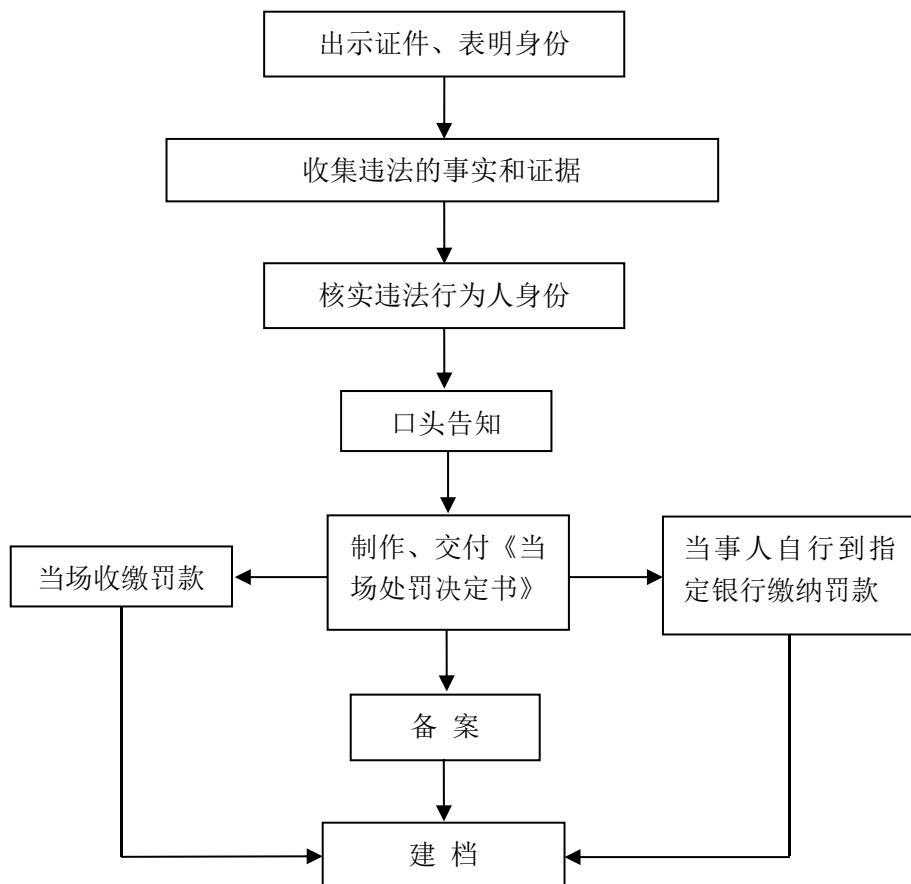 出示证件、表明身份
收集违法的事实和证据
核实违法行为人身份
口头告知
当场收缴罚款
制作、交付《当
场处罚决定书》
当事人自行到指
定银行缴纳罚款
备 案
建 档